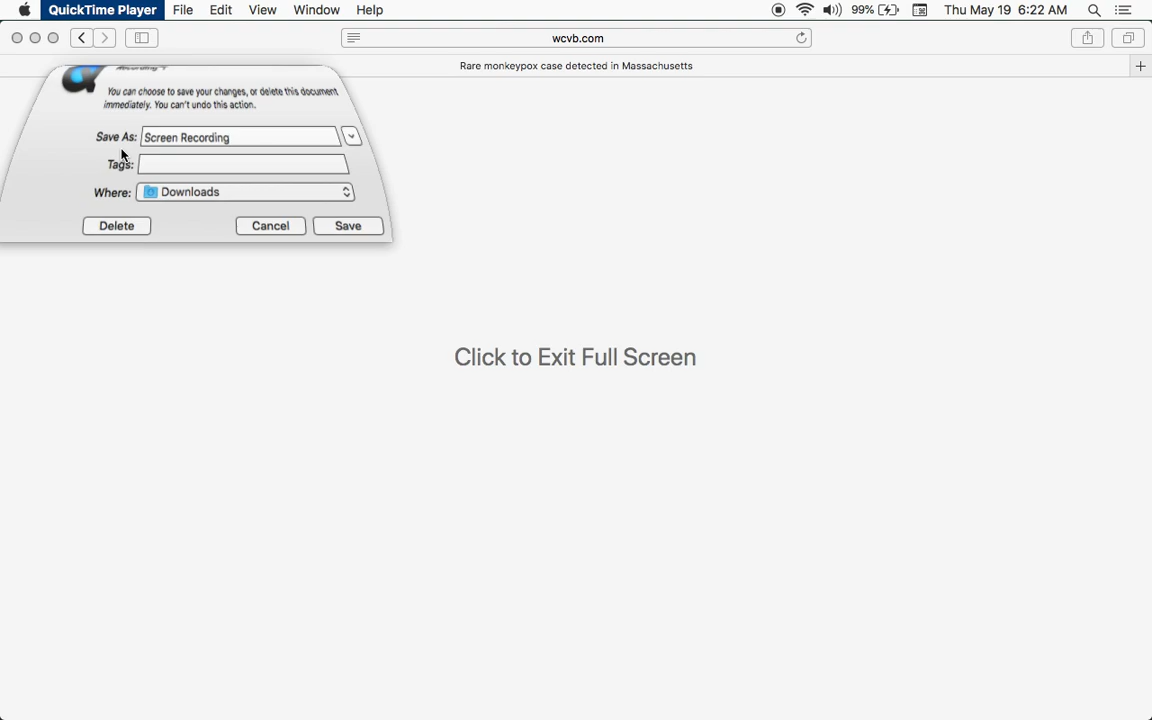 QuickTime Player File Edit View Window Help 99% Thu May 19 6:22 AM
wcvb.com
Rare monkeypox case detected in Massachusetts
You can choose to save your changes, or delete this document
immediately. You can't undo this action.
Save As: Screen Recording
Tags:
Where: Downloads
Delete Cancel Save
Click to Exit Full Screen